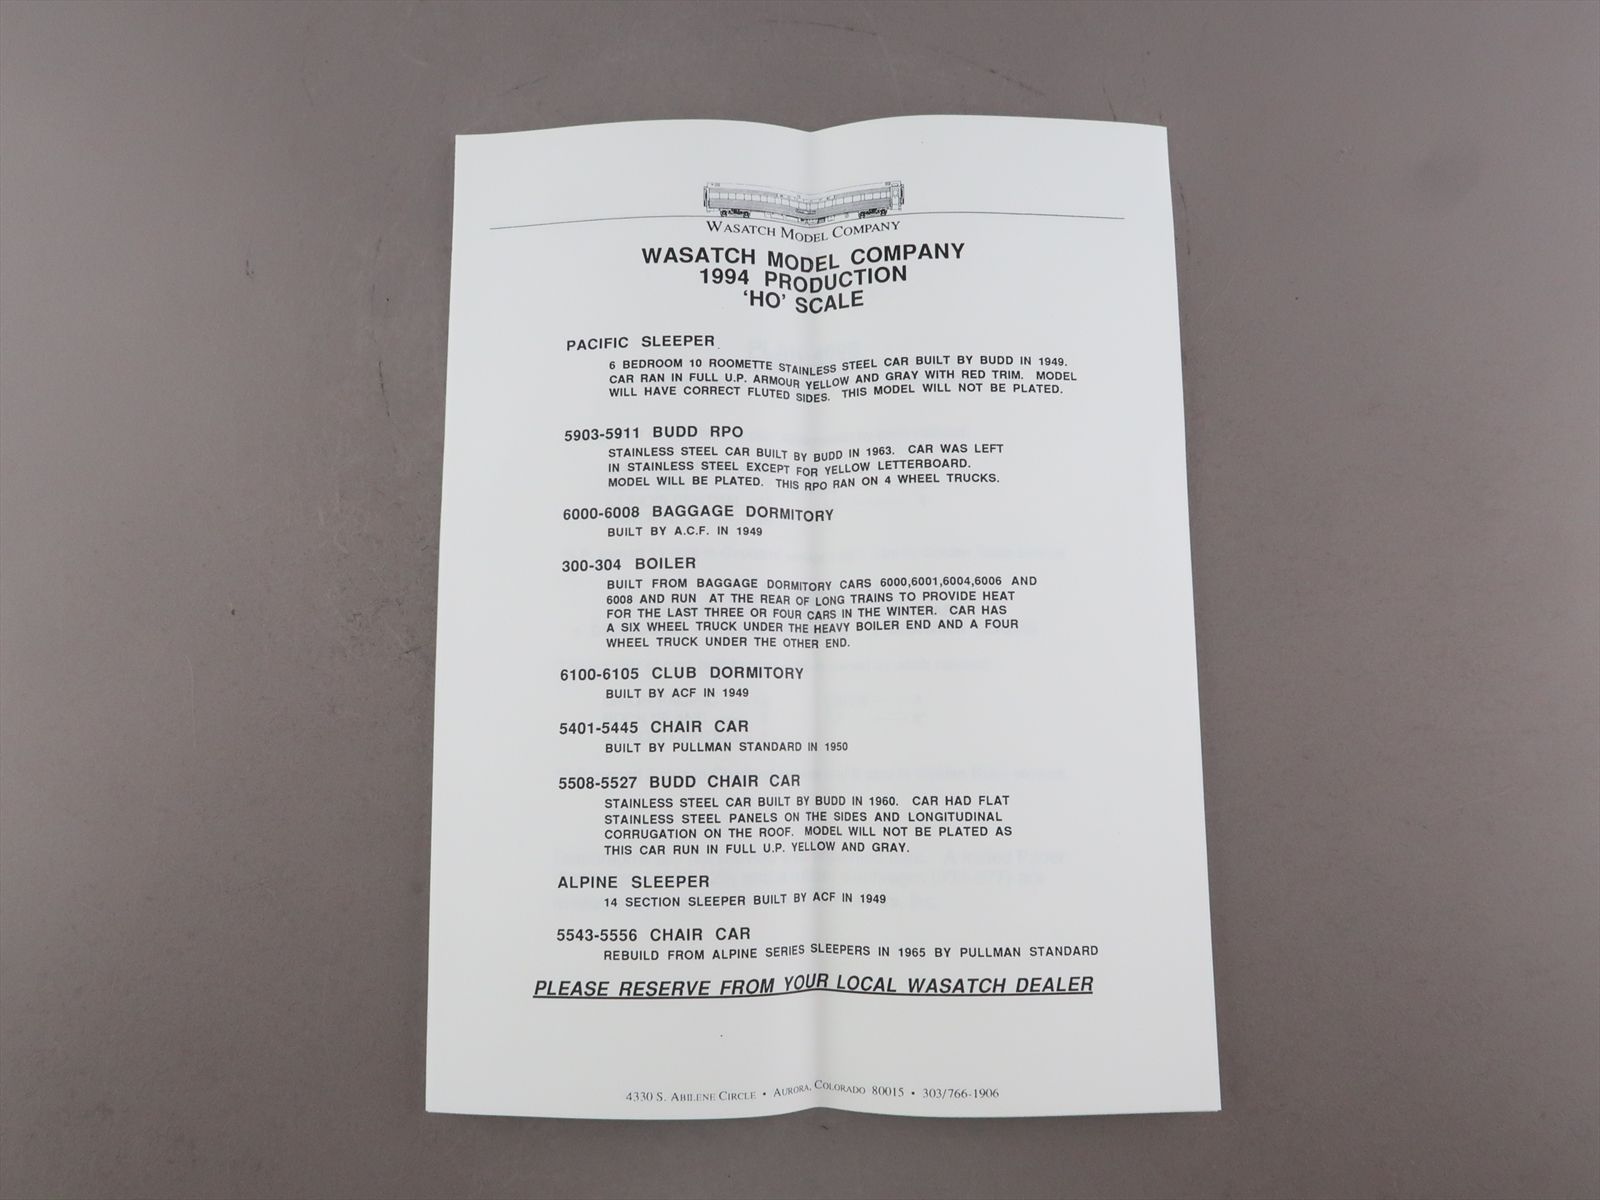 WASATCH MODEL COMPANY
WASATCH MODEL COMPANY
1994 PRODUCTION
'HO' SCALE
PACIFIC SLEEPER
6 BEDROOM 10 ROOMETTE STAINLESS STEEL CAR BUILT BY BUDD IN 1949.
CAR RAN IN FULL U.P. ARMOUR YELLOW AND GRAY WITH RED TRIM. MODEL
WILL HAVE CORRECT FLUTED SIDES. THIS MODEL WILL NOT BE PLATED.
5903-5911 BUDD RPO
STAINLESS STEEL CAR BUILT BY BUDD IN 1963. CAR WAS LEFT
IN STAINLESS STEEL EXCEPT FOR YELLOW LETTERBOARD.
MODEL WILL BE PLATED. THIS RPO RAN ON 4 WHEEL TRUCKS.
6000-6008 BAGGAGE DORMITORY
BUILT BY A.C.F. IN 1949
300-304 BOILER
BUILT FROM BAGGAGE DORMITORY CARS 6000,6001,6004,6006 AND
6008 AND RUN AT THE REAR OF LONG TRAINS TO PROVIDE HEAT
FOR THE LAST THREE OR FOUR CARS IN THE WINTER. CAR HAS
A SIX WHEEL TRUCK UNDER THE HEAVY BOILER END AND A FOUR
WHEEL TRUCK UNDER THE OTHER END.
6100-6105 CLUB DORMITORY
BUILT BY ACF IN 1949
5401-5445 CHAIR CAR
BUILT BY PULLMAN STANDARD IN 1950
5508-5527 BUDD CHAIR CAR
STAINLESS STEEL CAR BUILT BY BUDD IN 1960. CAR HAD FLAT
STAINLESS STEEL PANELS ON THE SIDES AND LONGITUDINAL
CORRUGATION ON THE ROOF. MODEL WILL NOT BE PLATED AS
THIS CAR RUN IN FULL U.P. YELLOW AND GRAY.
ALPINE SLEEPER
14 SECTION SLEEPER BUILT BY ACF IN 1949
5543-5556 CHAIR CAR
REBUILD FROM ALPINE SERIES SLEEPERS IN 1965 BY PULLMAN STANDARD
PLEASE RESERVE FROM YOUR LOCAL WASATCH DEALER
4330 S. ABILENE CIRCLE • AURORA, COLORADO 80015 • 303/766-1906